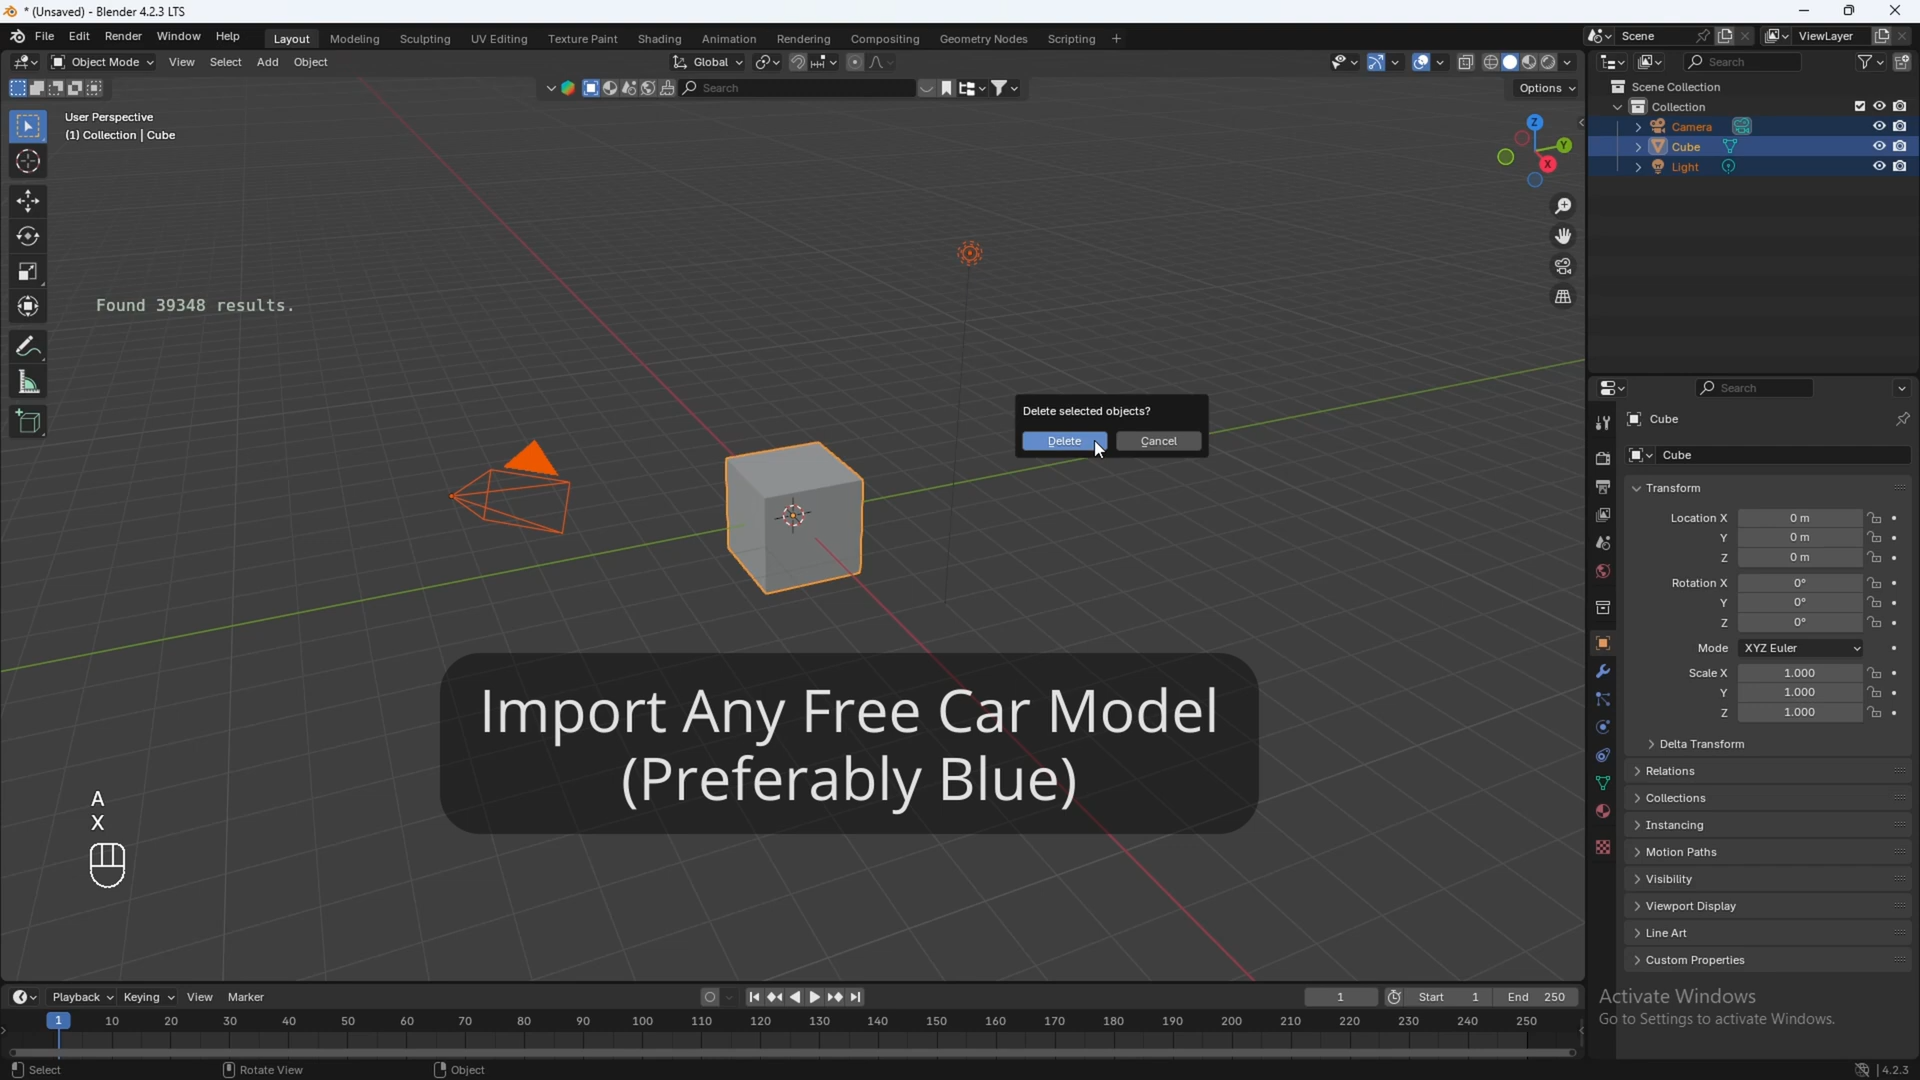 * (Unsaved) - Blender 4.2.3 LTS
File Edit Render Window Help Layout Modeling Sculpting UV Editing Texture Paint Shading Animation Rendering Compositing Geometry Nodes Scripting + Scene ViewLayer
Object Mode View Select Add Object Global Search
Search Options
User Perspective
(1) Collection | Cube
Z
Y
X
Found 39348 results.
Delete selected objects?
Delete Cancel
Import Any Free Car Model
(Preferably Blue)
A
X
Scene Collection
Collection
Camera
Cube
Light
Search
Cube
Cube
Transform
Location X 0 m
Y 0 m
Z 0 m
Rotation X 0°
Y 0°
Z 0°
Mode XYZ Euler
Scale X 1.000
Y 1.000
Z 1.000
Delta Transform
Relations
Collections
Instancing
Motion Paths
Visibility
Viewport Display
Line Art
Custom Properties
Activate Windows
Go to Settings to activate Windows.
Playback Keying View Marker 1 Start 1 End 250
1 10 20 30 40 50 60 70 80 90 100 110 120 130 140 150 160 170 180 190 200 210 220 230 240 250
Select Rotate View Object 4.2.3